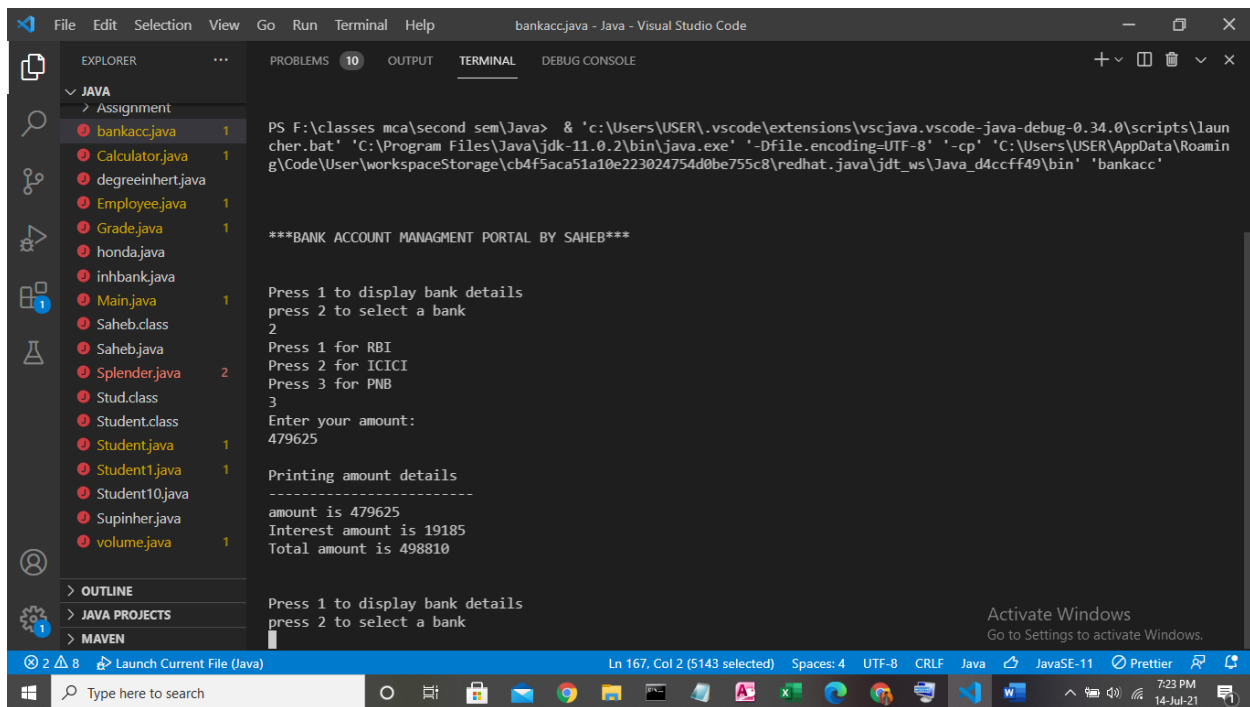 File Edit Selection View Go Run Terminal Help bankacc.java - Java - Visual Studio Code
EXPLORER ...
JAVA
Assignment
bankacc.java 1
Calculator.java 1
degreeinhert.java
Employee.java 1
Grade.java 1
honda.java
inhbank.java
Main.java 1
Saheb.class
Saheb.java
Splender.java 2
Stud.class
Student.class
Student.java 1
Student1.java 1
Student10.java
Supinher.java
volume.java 1
OUTLINE
JAVA PROJECTS
MAVEN
1
1
PROBLEMS 10 OUTPUT TERMINAL DEBUG CONSOLE
PS F:\classes mca\second sem\Java>  & 'c:\Users\USER\.vscode\extensions\vscjava.vscode-java-debug-0.34.0\scripts\laun
cher.bat' 'C:\Program Files\Java\jdk-11.0.2\bin\java.exe' '-Dfile.encoding=UTF-8' '-cp' 'C:\Users\USER\AppData\Roamin
g\Code\User\workspaceStorage\cb4f5aca51a10e223024754d0be755c8\redhat.java\jdt_ws\Java_d4ccff49\bin' 'bankacc'
***BANK ACCOUNT MANAGMENT PORTAL BY SAHEB***
Press 1 to display bank details
press 2 to select a bank
2
Press 1 for RBI
Press 2 for ICICI
Press 3 for PNB
3
Enter your amount:
479625
Printing amount details
-------------------------
amount is 479625
Interest amount is 19185
Total amount is 498810
Press 1 to display bank details
press 2 to select a bank
Activate Windows
Go to Settings to activate Windows.
2 8 Launch Current File (Java) Ln 167, Col 2 (5143 selected) Spaces: 4 UTF-8 CRLF Java JavaSE-11 Prettier
Type here to search
7:23 PM
14-Jul-21
1